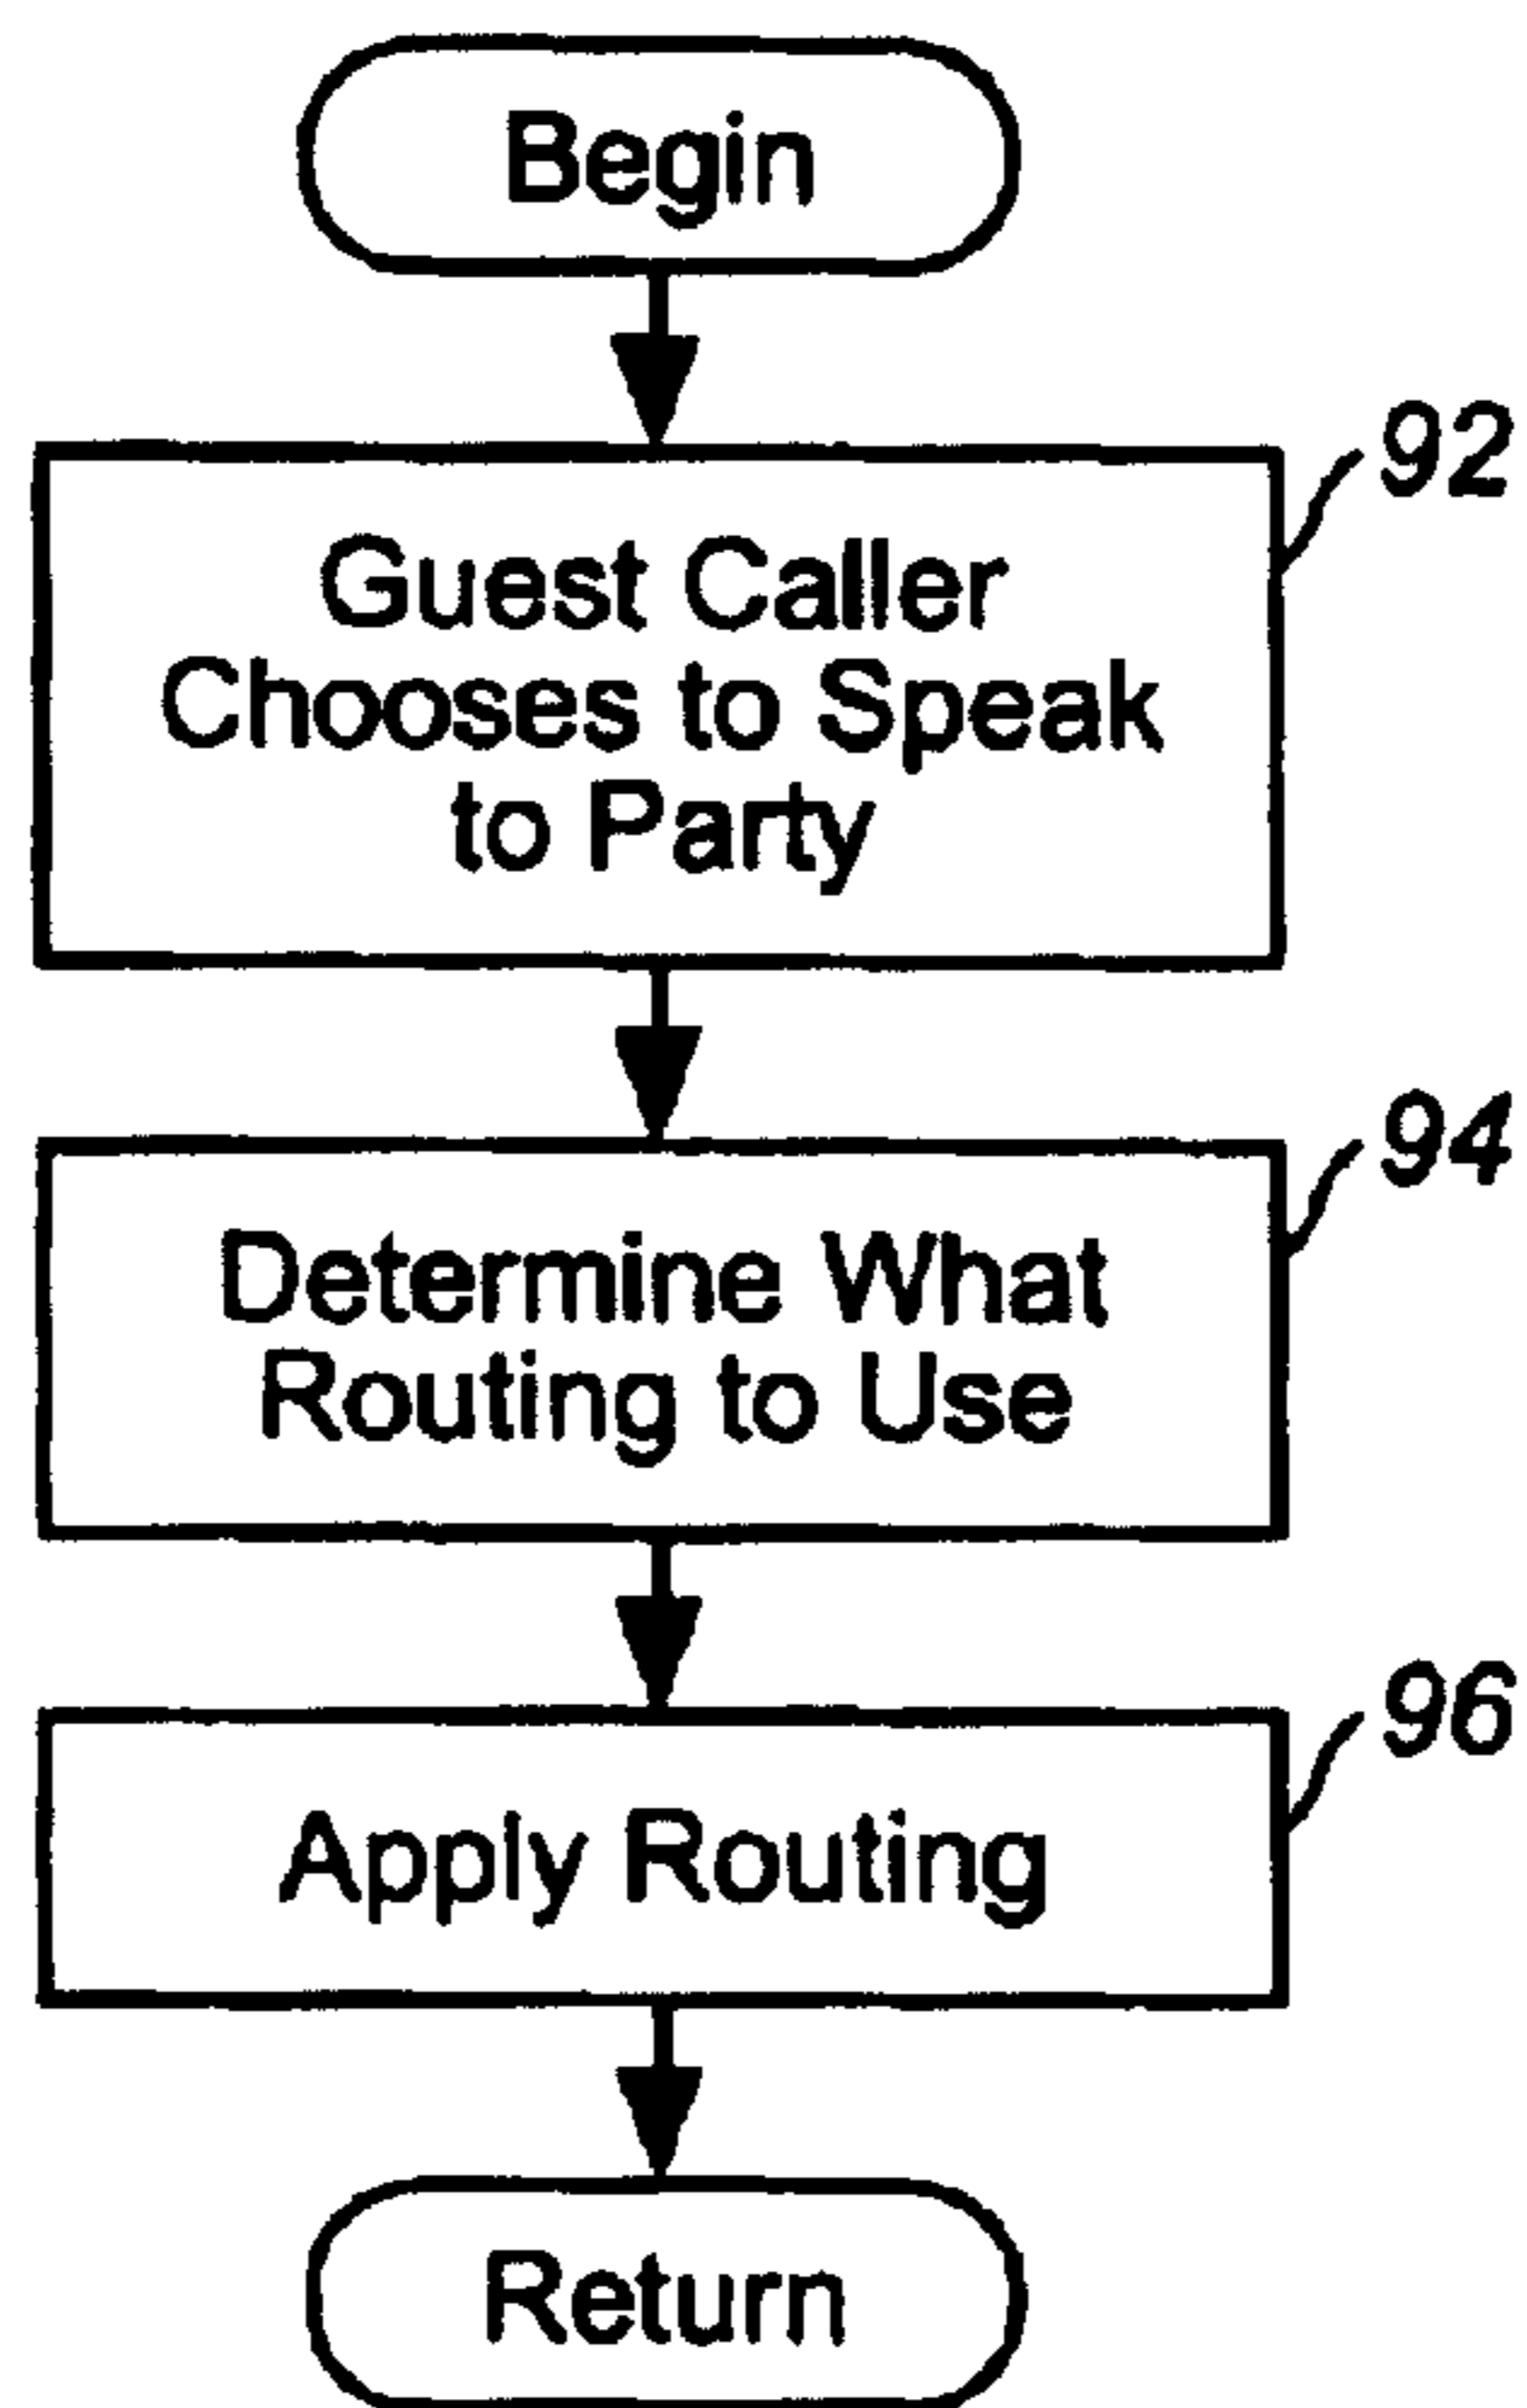 Begin
92
Guest Caller
Chooses to Speak
to Party
94
Determine What
Routing to Use
96
Apply Routing
Return